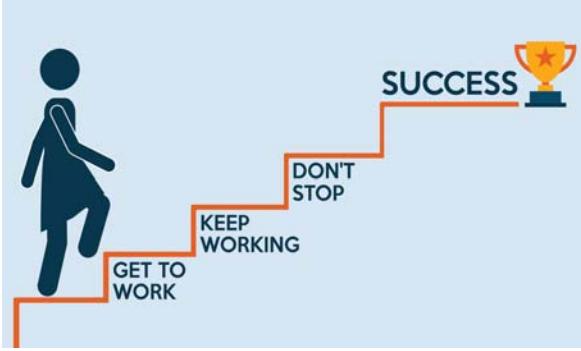 SUCCESS
DON'T
STOP
KEEP
WORKING
GET TO
WORK